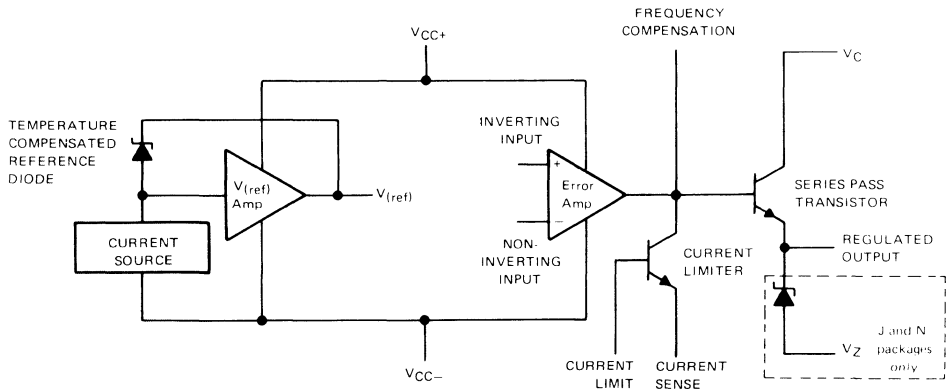 FREQUENCY
COMPENSATION
VCC+
VC
TEMPERATURE
COMPENSATED
REFERENCE
DIODE
INVERTING
INPUT
+
V(ref)
Amp
V(ref)
Error
Amp
SERIES PASS
TRANSISTOR
−
CURRENT
SOURCE
NON-
INVERTING
INPUT
CURRENT
LIMITER
REGULATED
OUTPUT
VZ
J and N
packages
only
VCC−
CURRENT
LIMIT
CURRENT
SENSE